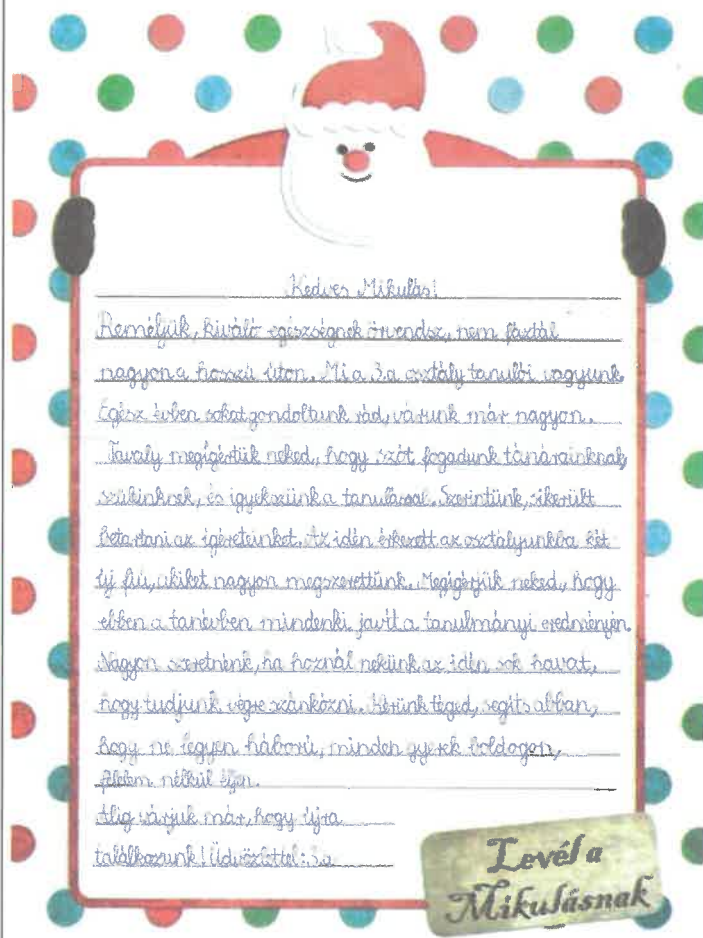 Kedves Mikulás!
Reméljük, kiváló egészségnek örvendsz, nem fáztál
nagyon a hosszú úton. Mi a 3.a osztály tanulói vagyunk.
Egész évben sokat gondoltunk rád, várunk már nagyon.
Tavaly megígértük neked, hogy szót fogadunk tanárainknak,
szüleinknek, és igyekszünk a tanulással. Szerintünk, sikerült
betartani az ígéreteinket. Az idén érkezett az osztályunkba két
új fiú, akiket nagyon megszerettünk. Megígérjük neked, hogy
ebben a tanévben mindenki javít a tanulmányi eredményén.
Nagyon szeretnénk, ha hoznál nekünk az idén sok havat,
hogy tudjunk végre szánkózni. Kérünk téged, segíts abban,
hogy ne legyen háború, minden gyerek boldogan,
félelem nélkül éljen.
Alig várjuk már, hogy újra
találkozunk! Üdvözlettel: 3.a
Levél a
Mikulásnak